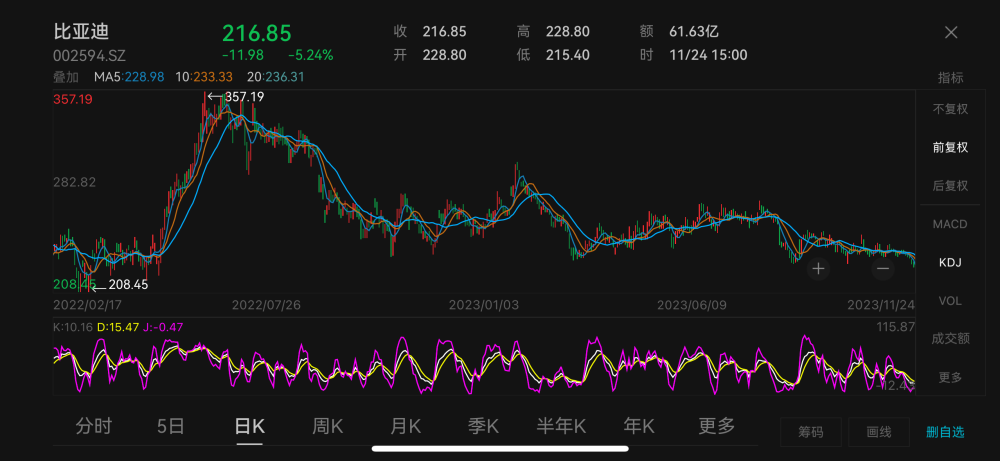 比亚迪 216.85 收 216.85 高 228.80 额 61.63亿
002594.SZ -11.98 -5.24% 开 228.80 低 215.40 时 11/24 15:00
叠加 MA5:228.98 10:233.33 20:236.31 指标
357.19 357.19 不复权
前复权
282.82 后复权
MACD
KDJ
208.45 208.45
2022/02/17 2022/07/26 2023/01/03 2023/06/09 2023/11/24 VOL
K:10.16 D:15.47 J:-0.47 115.87
成交额
-12.43 更多
分时 5日 日K 周K 月K 季K 半年K 年K 更多 筹码 画线 删自选